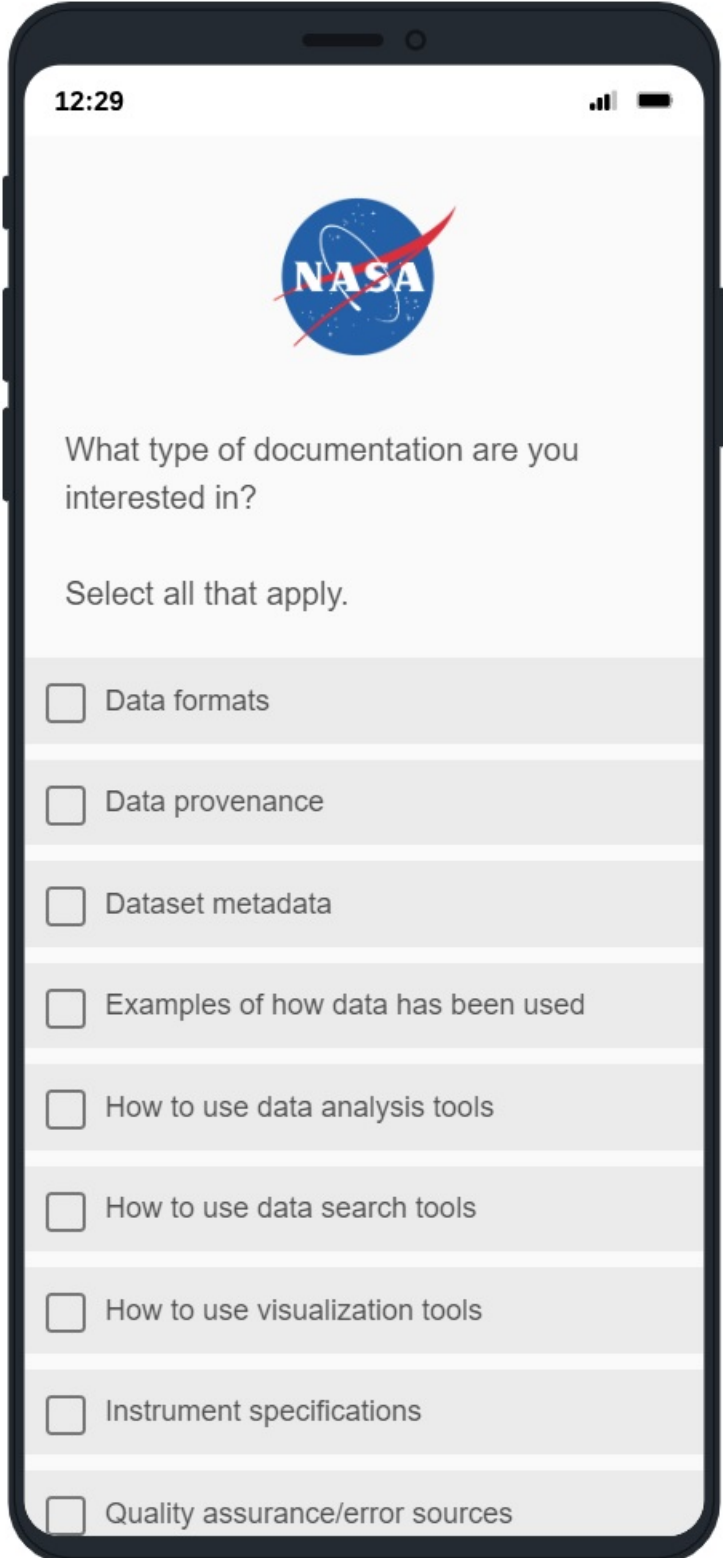 12:29
NASA
What type of documentation are you
interested in?
Select all that apply.
Data formats
Data provenance
Dataset metadata
Examples of how data has been used
How to use data analysis tools
How to use data search tools
How to use visualization tools
Instrument specifications
Quality assurance/error sources